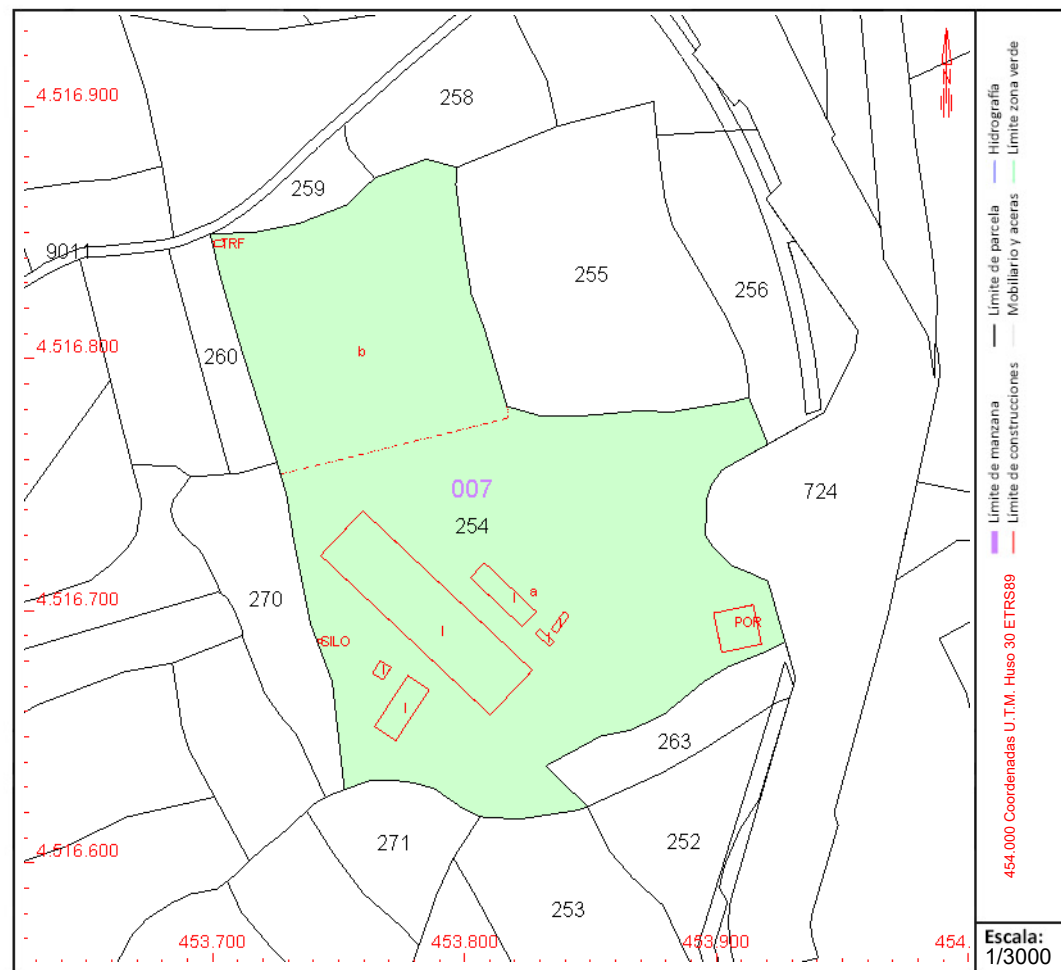 4.516.900
258
259
9011
TRF
255
256
260
4.516.800
b
007
254
724
4.516.700
270
I
a
I
I
POR
SILO
I
I
I
263
271
252
4.516.600
253
453.700
453.800
453.900
454.
N
Hidrografía
Límite zona verde
Límite de parcela
Mobiliario y aceras
Límite de manzana
Límite de construcciones
454.000 Coordenadas U.T.M. Huso 30 ETRS89
Escala:
1/3000